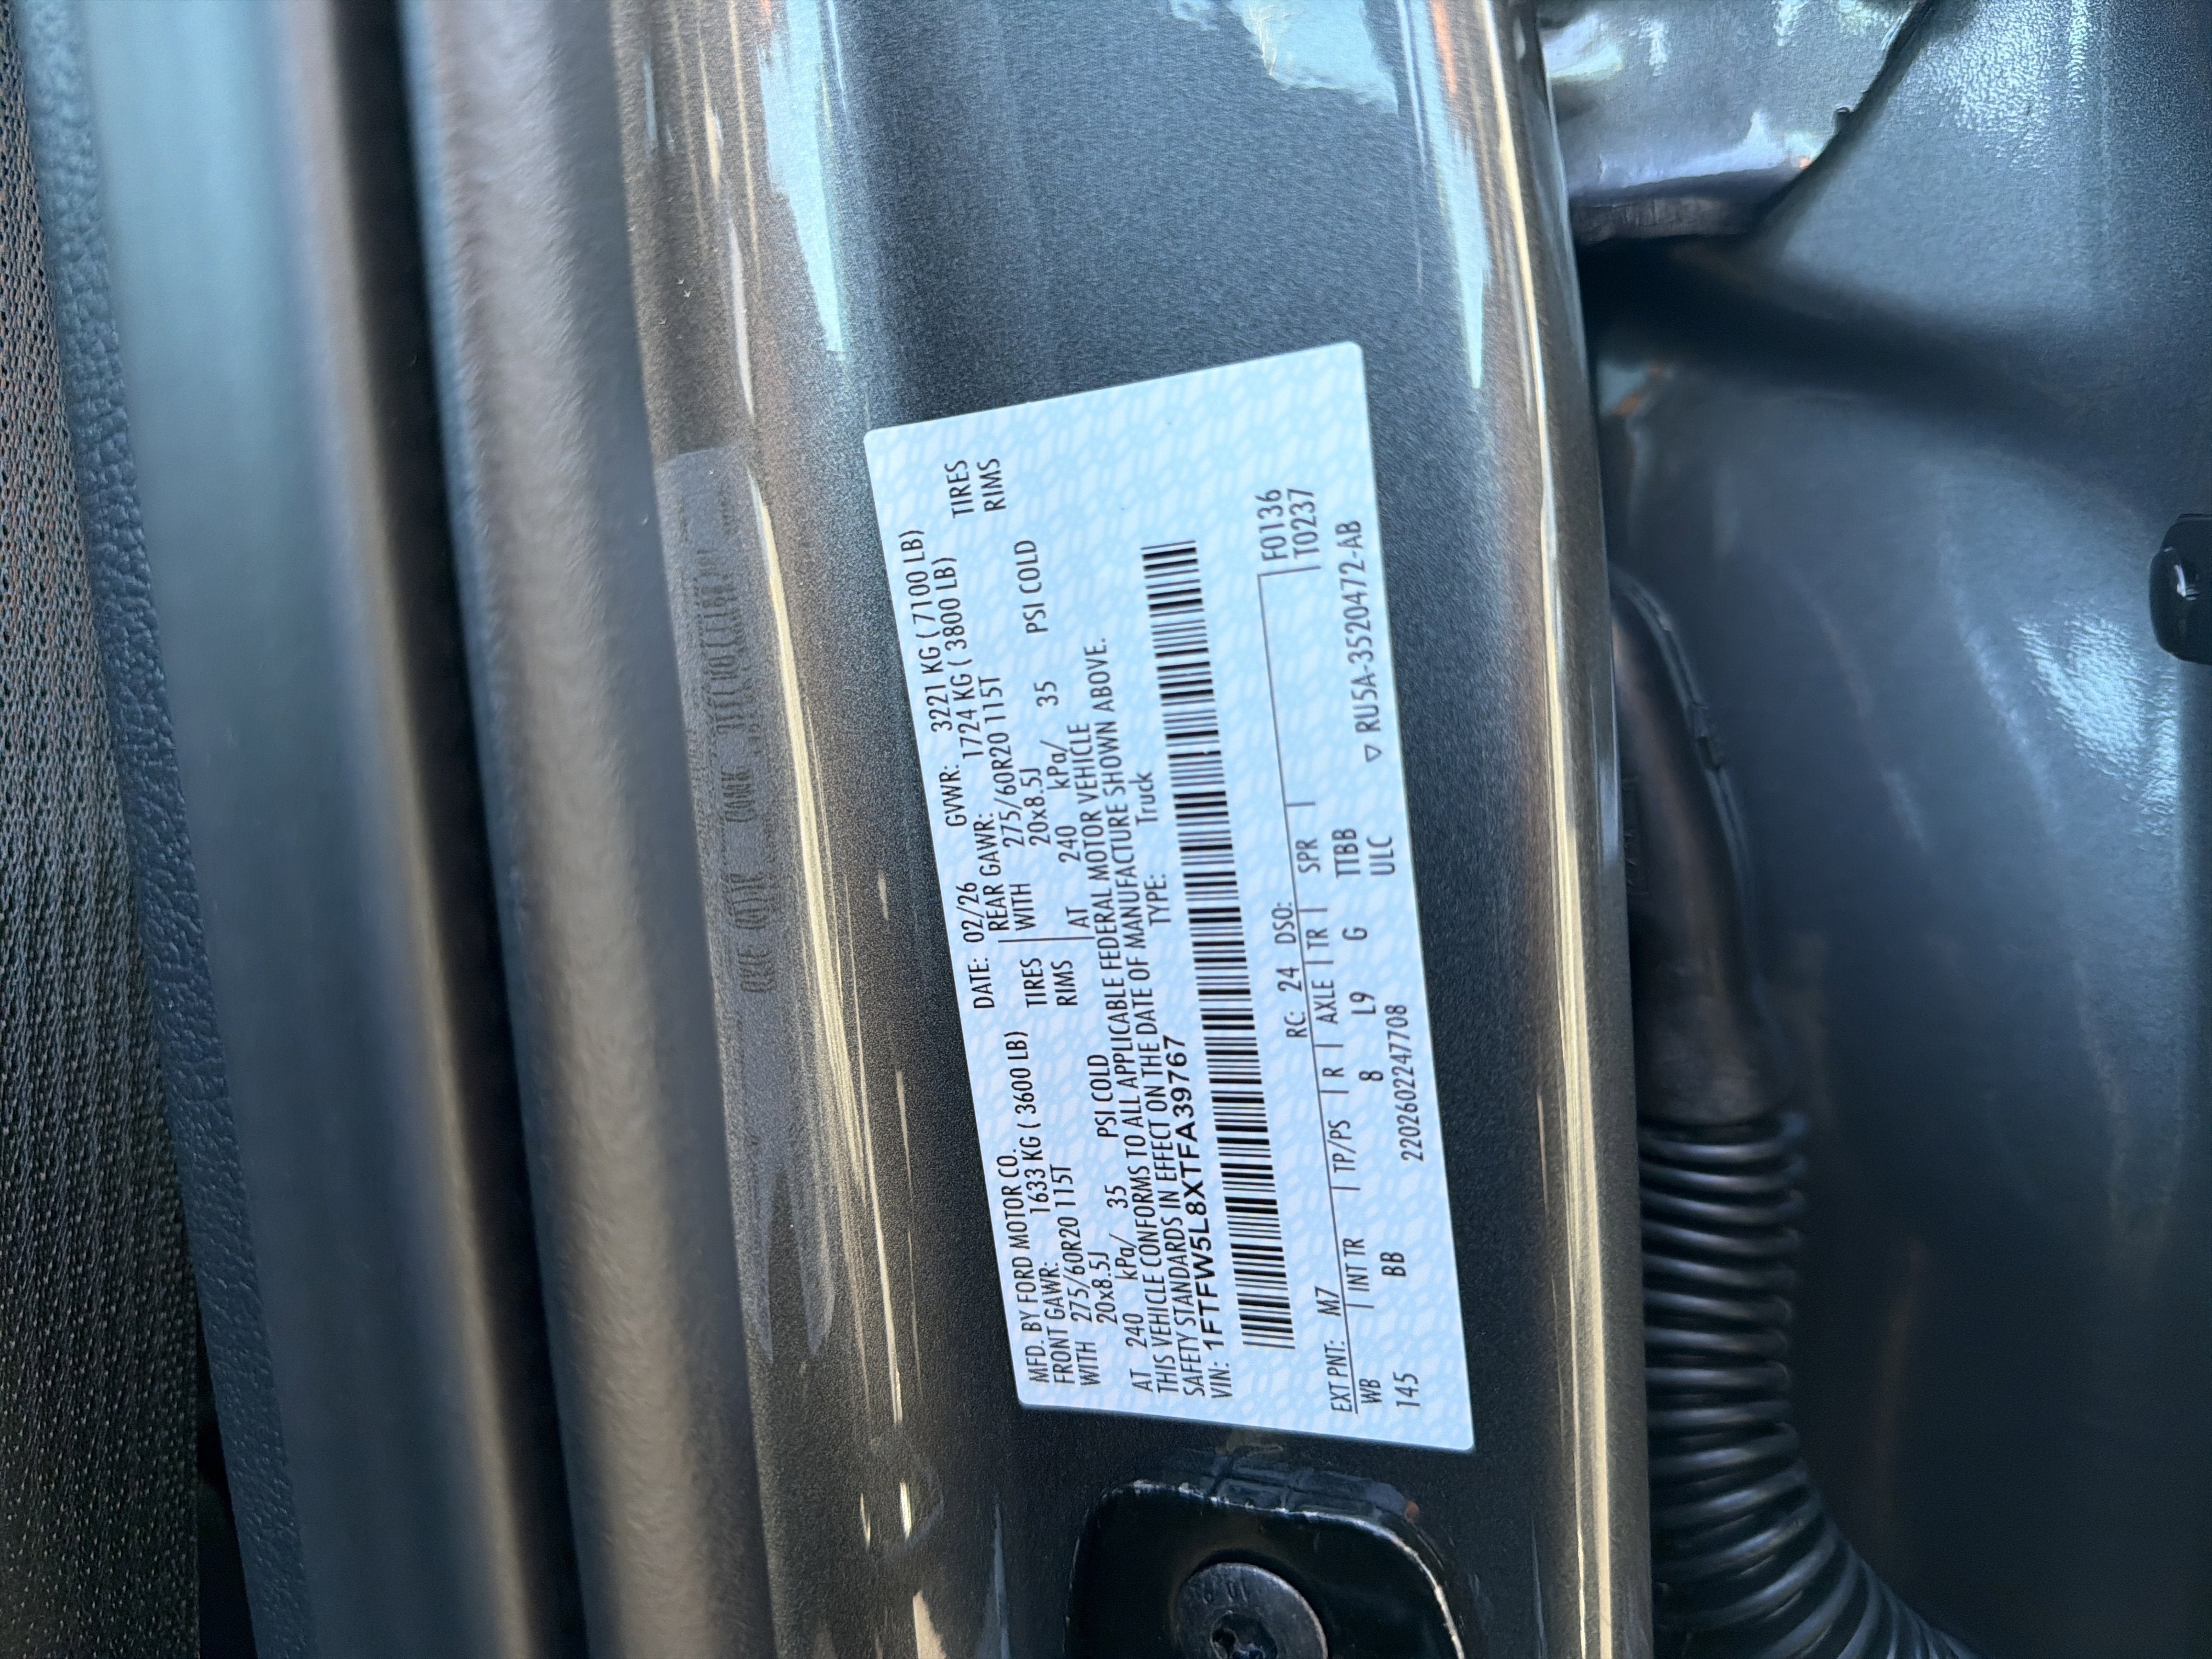 MFD. BY FORD MOTOR CO. DATE: 02/26 GVWR: 3221 KG ( 7100 LB)
FRONT GAWR: 1633 KG ( 3600 LB) REAR GAWR: 1724 KG ( 3800 LB)
WITH 275/60R20 115T TIRES WITH 275/60R20 115T TIRES
20x8.5J RIMS 20x8.5J RIMS
AT 240 kPa/ 35 PSI COLD AT 240 kPa/ 35 PSI COLD
THIS VEHICLE CONFORMS TO ALL APPLICABLE FEDERAL MOTOR VEHICLE
SAFETY STANDARDS IN EFFECT ON THE DATE OF MANUFACTURE SHOWN ABOVE.
VIN: 1FTFW5L8XTFA39767 TYPE: Truck
F0136
EXT PNT: M7 RC: 24 DSO: T0237
WB INT TR TP/PS R AXLE TR SPR
145 BB 8 L9 G TTBB
ULC ▽ RU5A-3520472-AB
220260224 7708